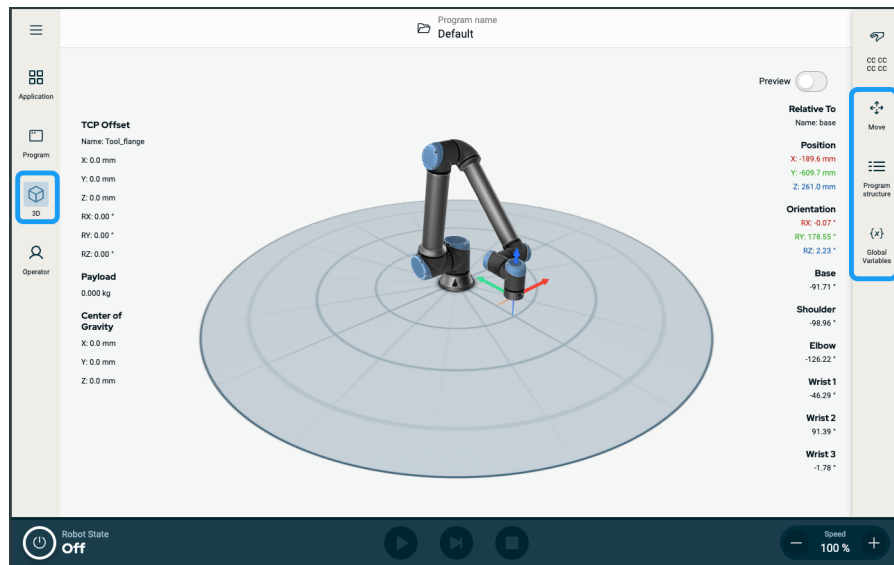 Program name
Default
Application
Program
3D
Operator
TCP Offset
Name: Tool_flange
X: 0.0 mm
Y: 0.0 mm
Z: 0.0 mm
RX: 0.00 °
RY: 0.00 °
RZ: 0.00 °
Payload
0.000 kg
Center of
Gravity
X: 0.0 mm
Y: 0.0 mm
Z: 0.0 mm
Preview
Relative To
Name: base
Position
X: -189.6 mm
Y: -609.7 mm
Z: 261.0 mm
Orientation
RX: -0.07 °
RY: 178.55 °
RZ: 2.23 °
Base
-91.71 °
Shoulder
-98.96 °
Elbow
-126.22 °
Wrist 1
-46.29 °
Wrist 2
91.39 °
Wrist 3
-1.78 °
CC CC
CC CC
Move
Program
structure
{x}
Global
Variables
Robot State
Off
Speed
100 %